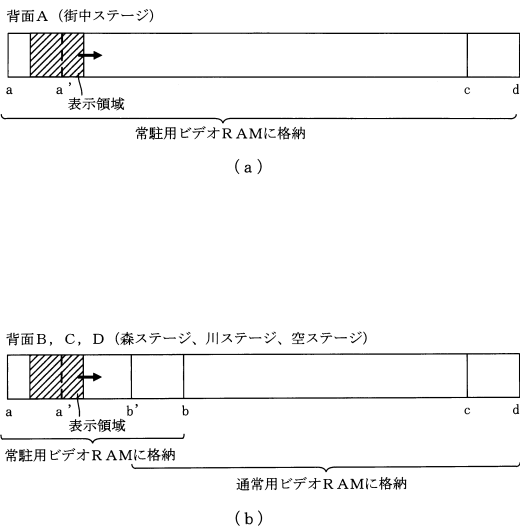 背面A（街中ステージ）
a a’ c d
表示領域
常駐用ビデオRAMに格納
（a）
背面B，C，D（森ステージ、川ステージ、空ステージ）
a a’ b’ b c d
表示領域
常駐用ビデオRAMに格納
通常用ビデオRAMに格納
（b）